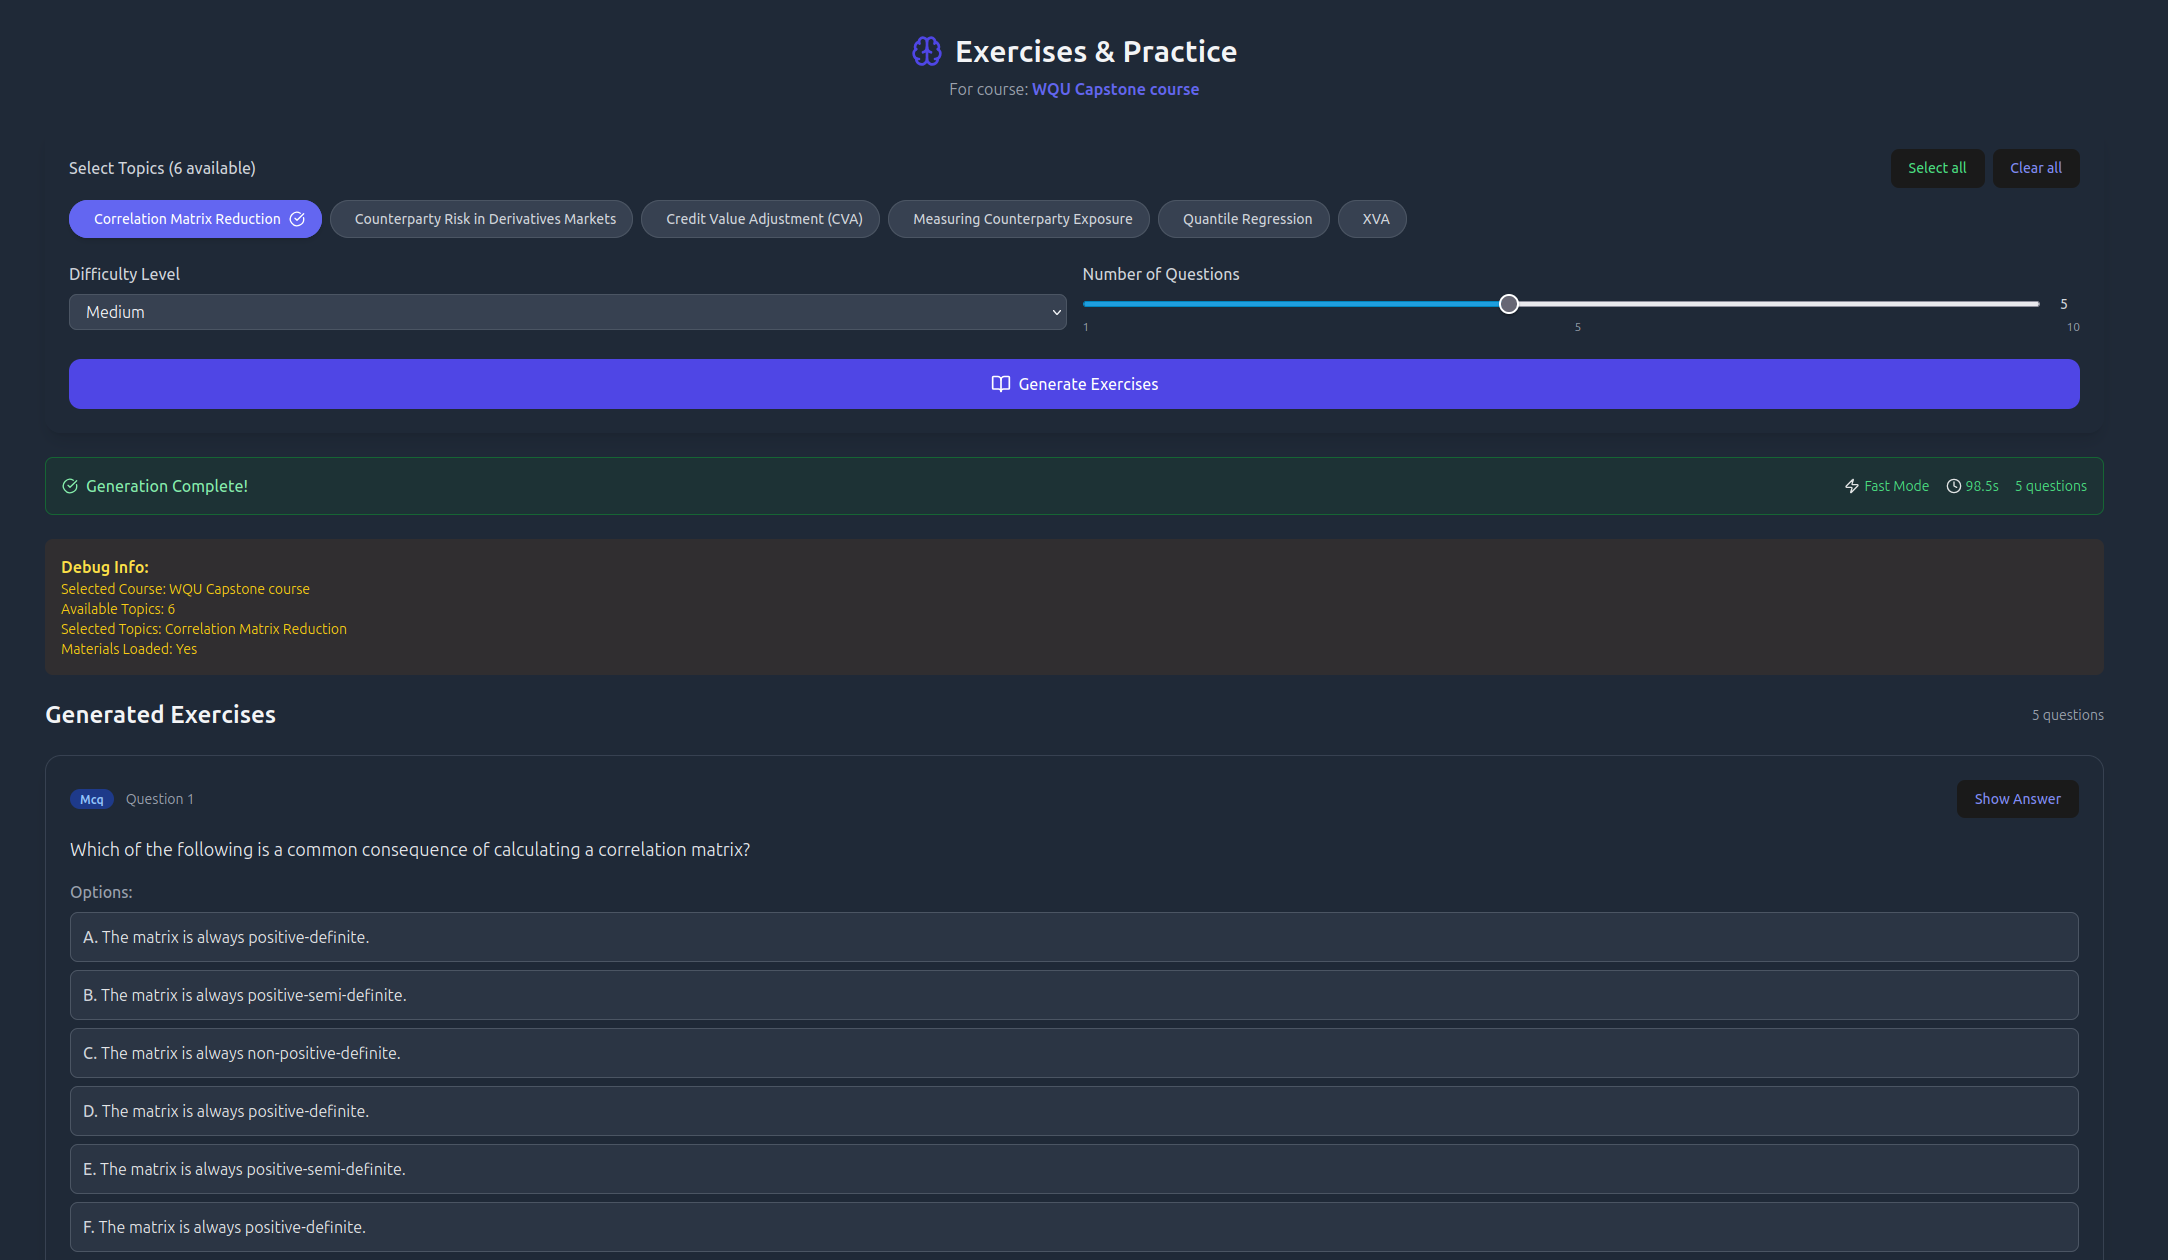 Exercises & Practice
For course: WQU Capstone course
Select Topics (6 available)
Select all
Clear all
Correlation Matrix Reduction
Counterparty Risk in Derivatives Markets
Credit Value Adjustment (CVA)
Measuring Counterparty Exposure
Quantile Regression
XVA
Difficulty Level
Number of Questions
Medium
5
1
5
10
Generate Exercises
Generation Complete!
Fast Mode
98.5s
5 questions
Debug Info:
Selected Course: WQU Capstone course
Available Topics: 6
Selected Topics: Correlation Matrix Reduction
Materials Loaded: Yes
Generated Exercises
5 questions
Mcq
Question 1
Show Answer
Which of the following is a common consequence of calculating a correlation matrix?
Options:
A. The matrix is always positive-definite.
B. The matrix is always positive-semi-definite.
C. The matrix is always non-positive-definite.
D. The matrix is always positive-definite.
E. The matrix is always positive-semi-definite.
F. The matrix is always positive-definite.